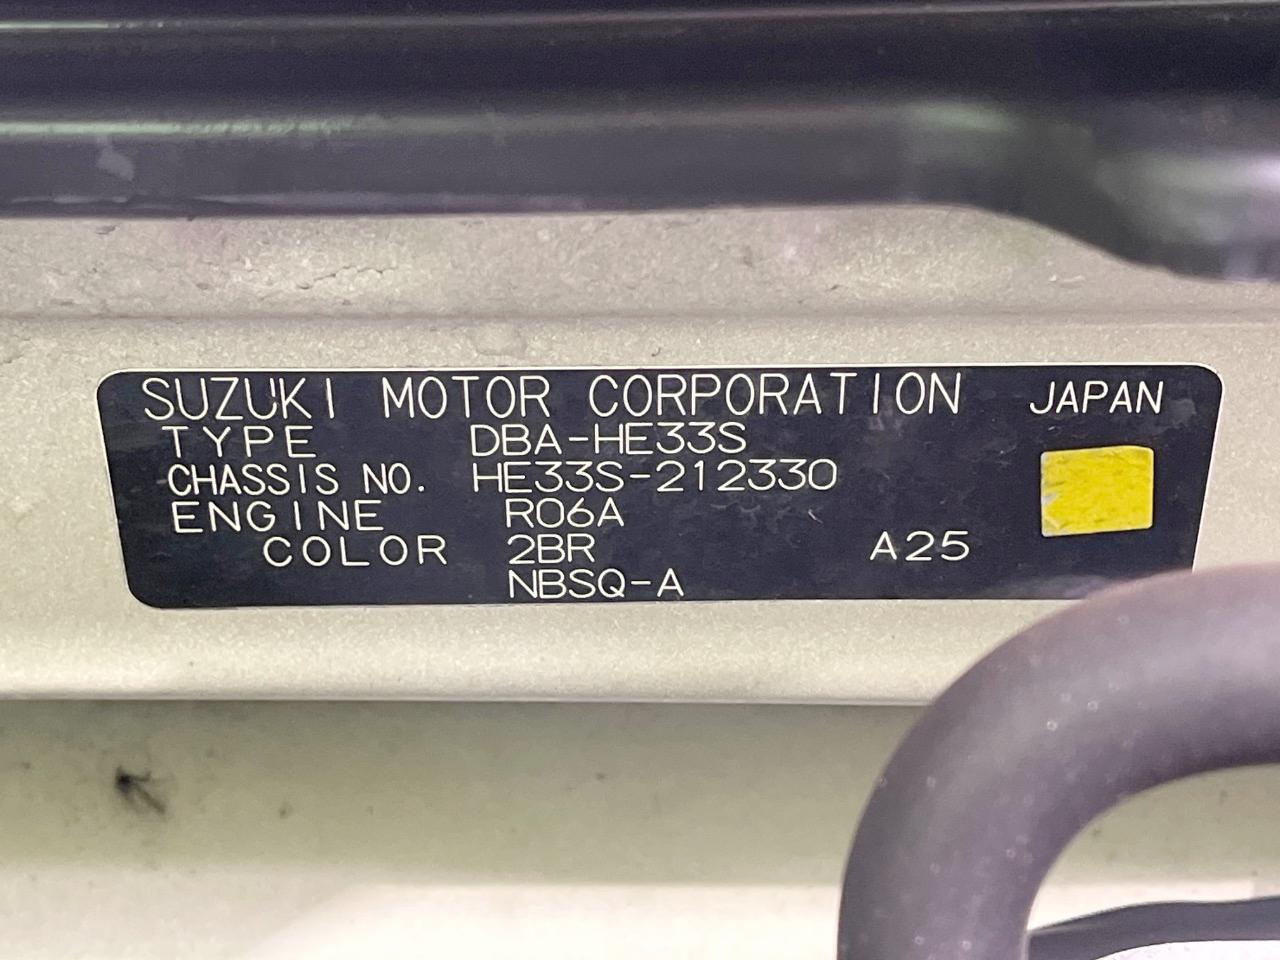 SUZUKI MOTOR CORPORATION JAPAN
TYPE DBA-HE33S
CHASSIS NO. HE33S-212330
ENGINE R06A
COLOR 2BR A25
NBSQ-A